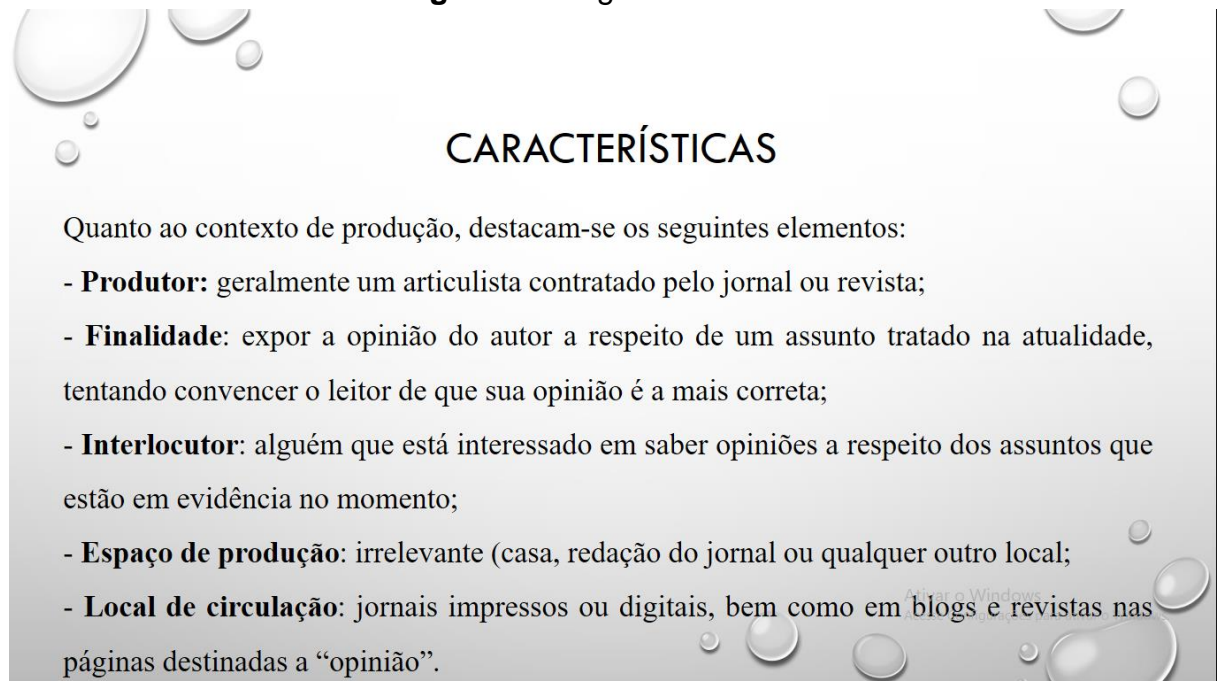 CARACTERÍSTICAS
Quanto ao contexto de produção, destacam-se os seguintes elementos:
- Produtor: geralmente um articulista contratado pelo jornal ou revista;
- Finalidade: expor a opinião do autor a respeito de um assunto tratado na atualidade,
tentando convencer o leitor de que sua opinião é a mais correta;
- Interlocutor: alguém que está interessado em saber opiniões a respeito dos assuntos que
estão em evidência no momento;
- Espaço de produção: irrelevante (casa, redação do jornal ou qualquer outro local;
Ativar o Windows
- Local de circulação: jornais impressos ou digitais, bem como em blogs e revistas nas
páginas destinadas a “opinião”.